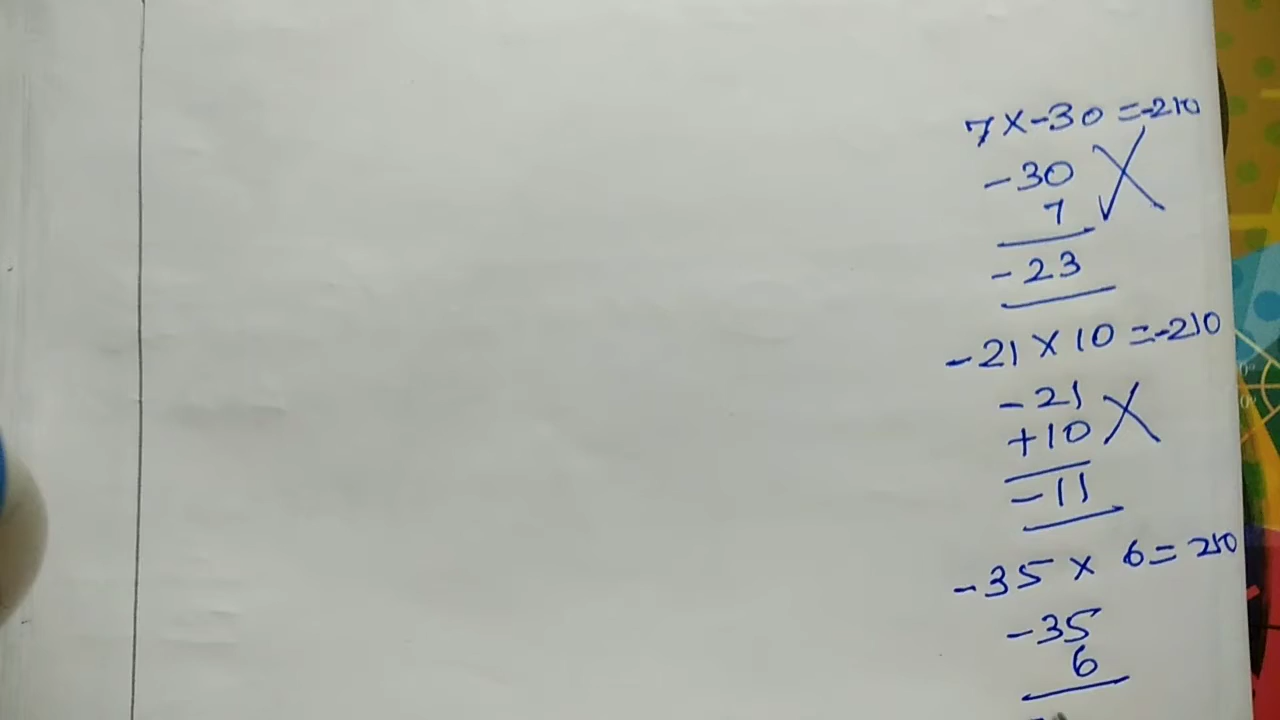 7 × -30 = -210
-30
7
-23
-21 × 10 = -210
-21
+10
-11
-35 × 6 = 210
-35
6